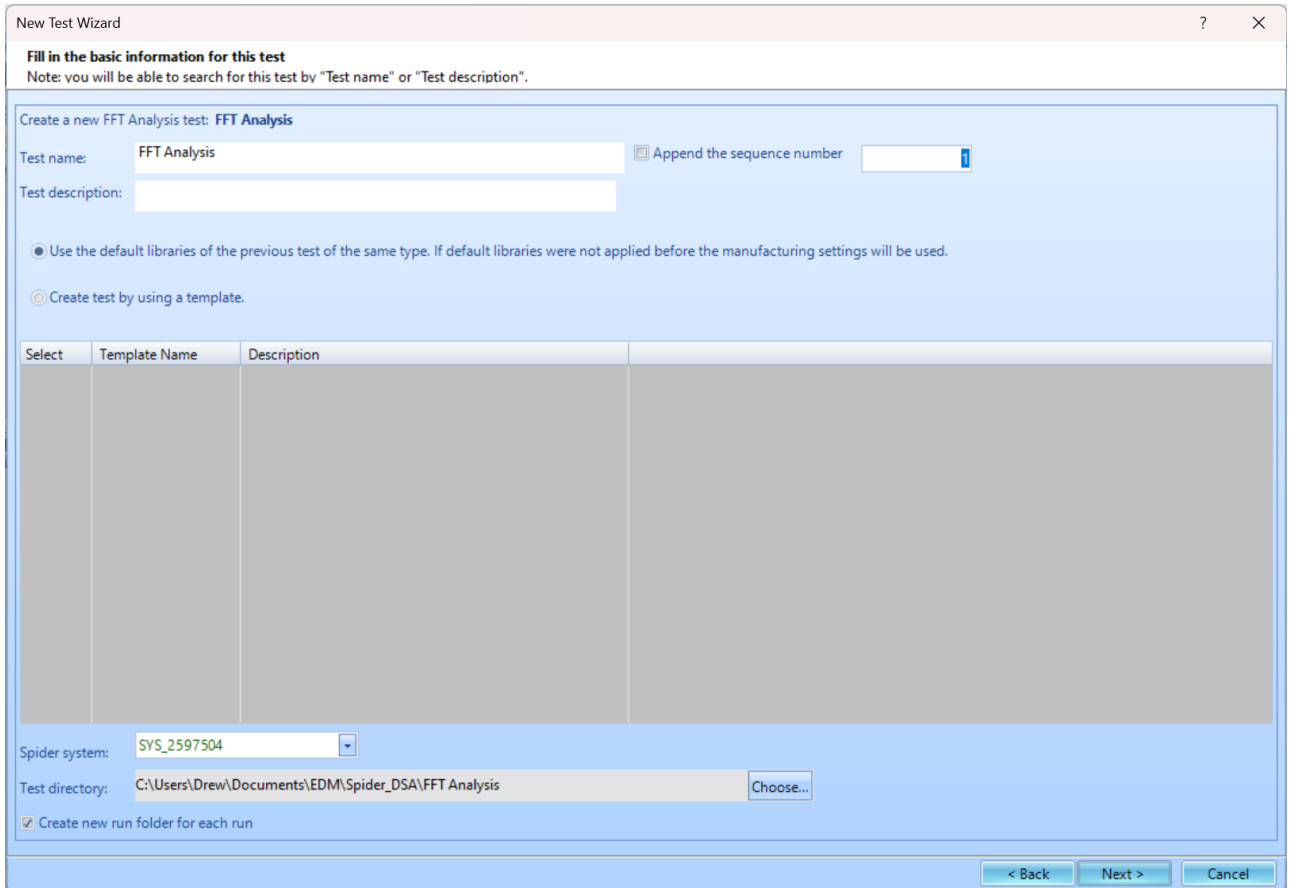 New Test Wizard
Fill in the basic information for this test
Note: you will be able to search for this test by "Test name" or "Test description".
Create a new FFT Analysis test: FFT Analysis
Test name: FFT Analysis Append the sequence number 1
Test description:
Use the default libraries of the previous test of the same type. If default libraries were not applied before the manufacturing settings will be used.
Create test by using a template.
Select Template Name Description
Spider system: SYS_2597504
Test directory: C:\Users\Drew\Documents\EDM\Spider_DSA\FFT Analysis Choose...
Create new run folder for each run
< Back Next > Cancel